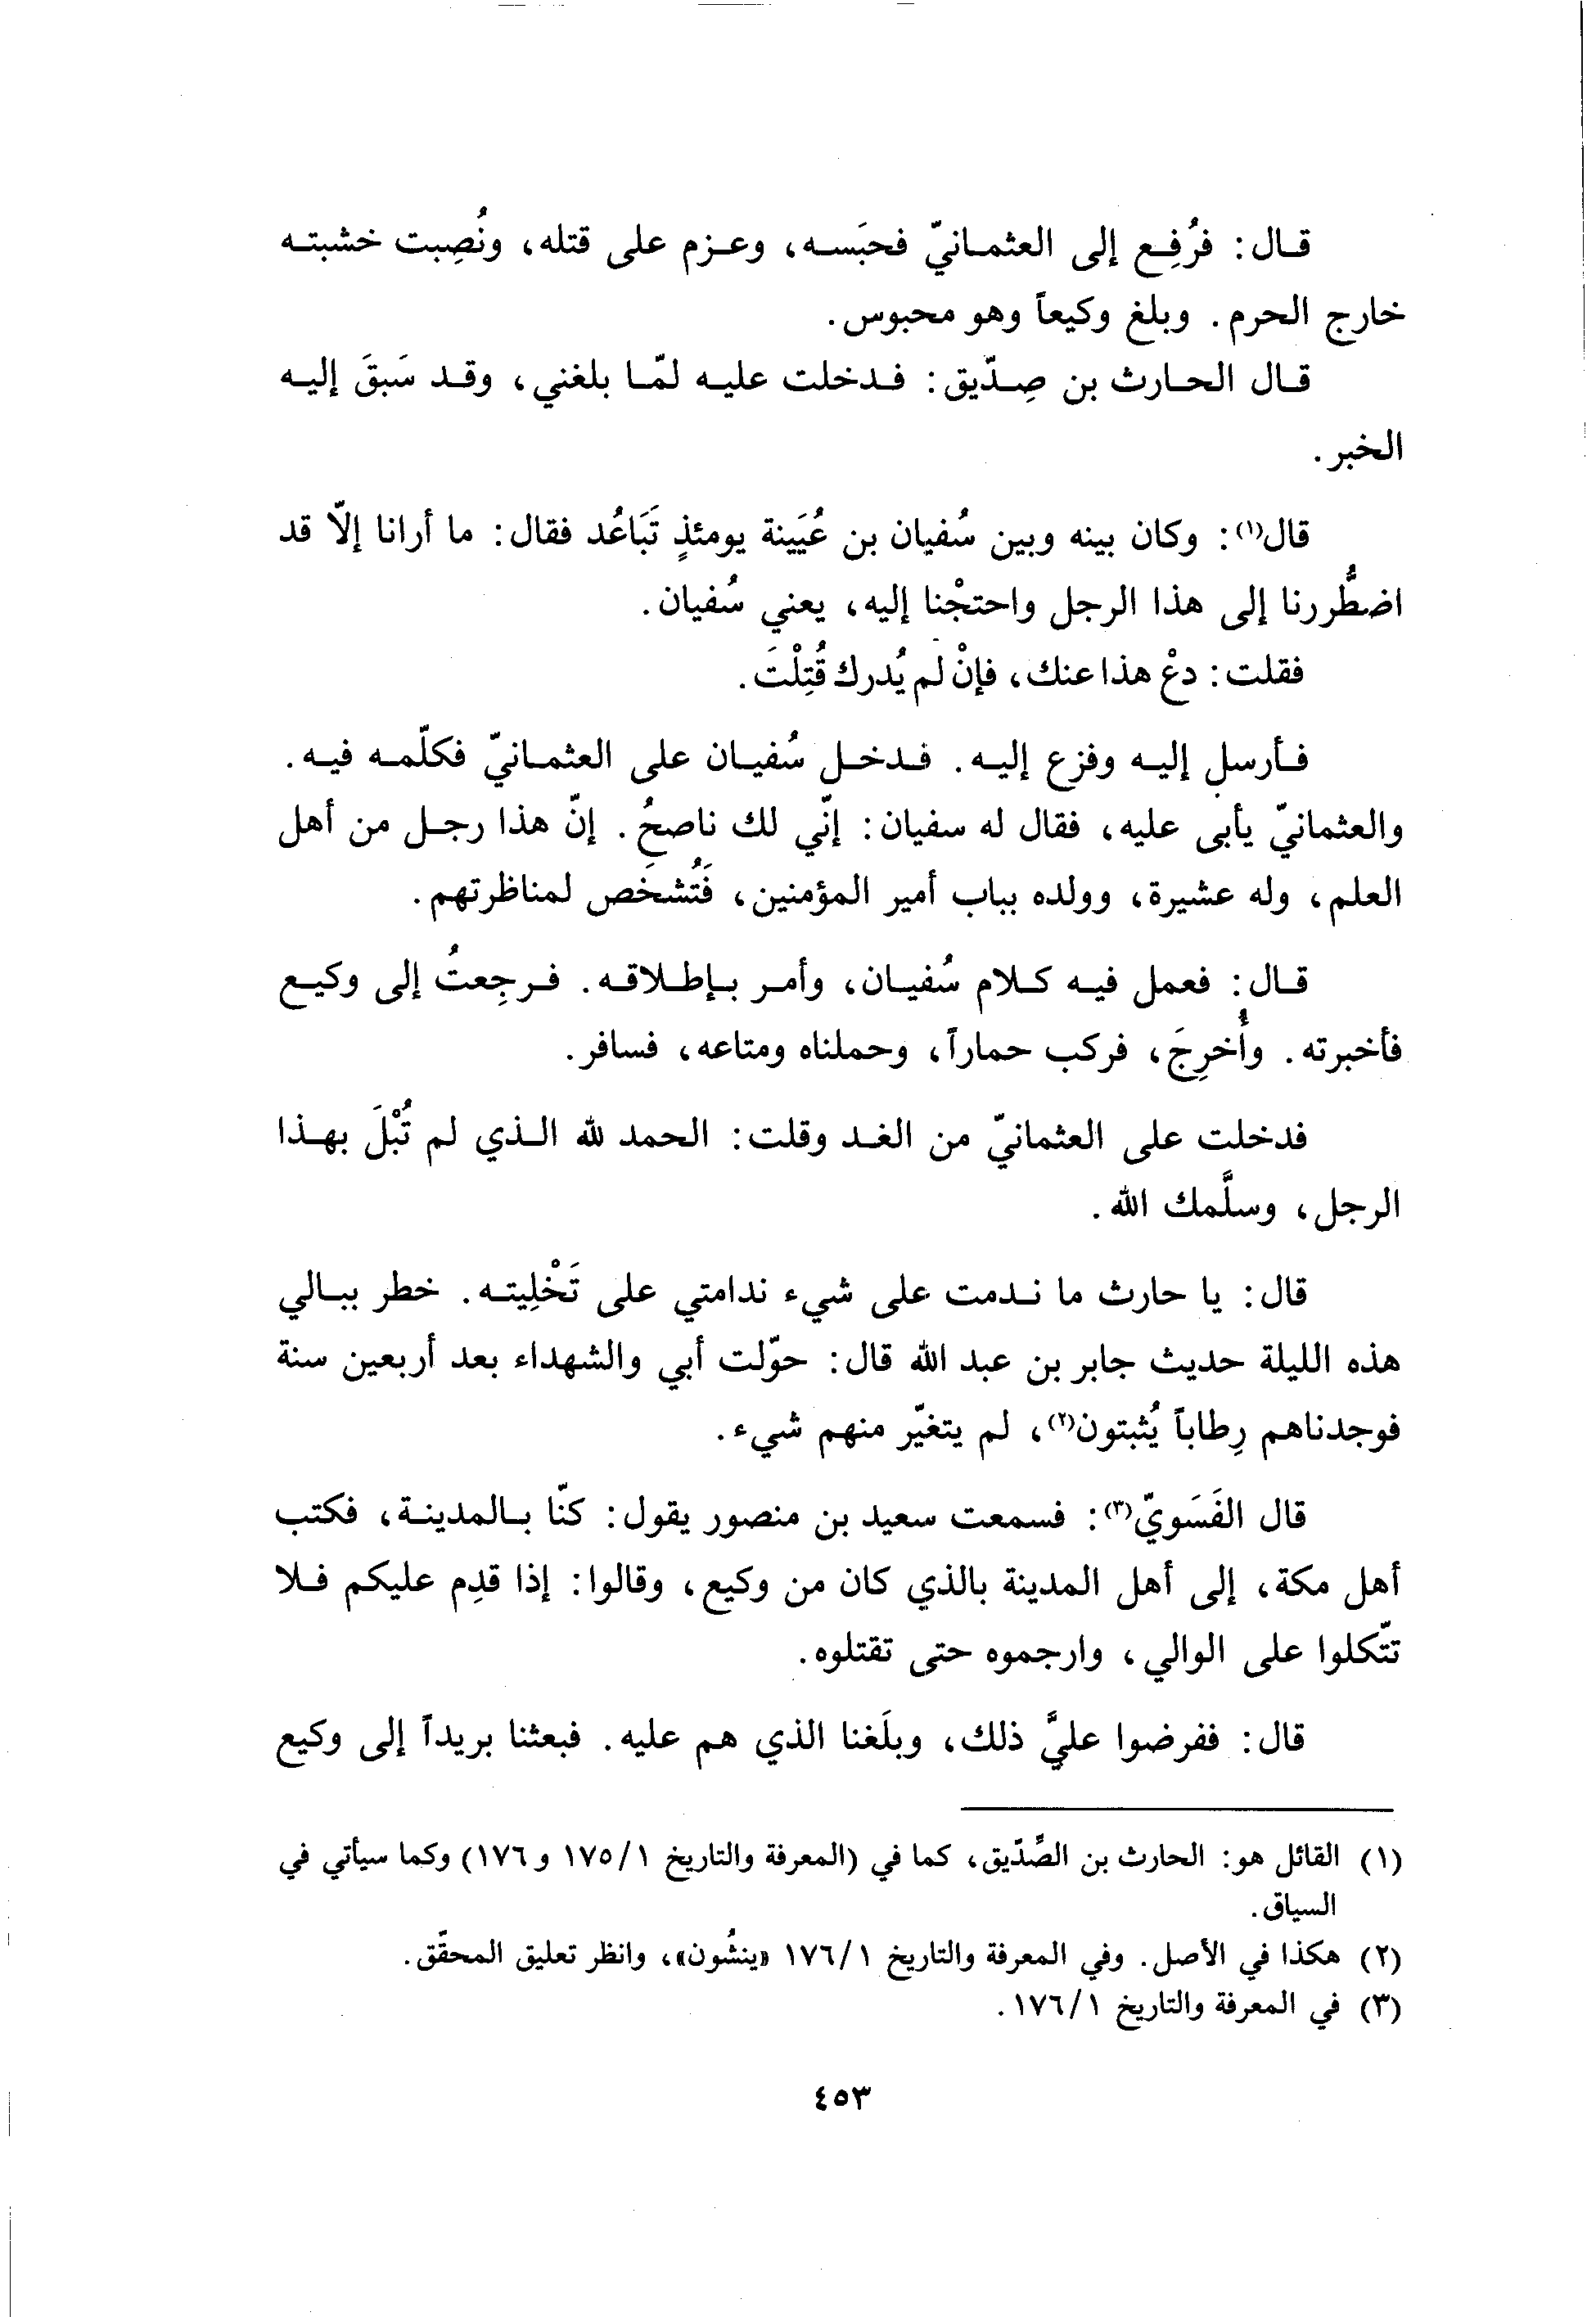 قال: فرُفِع إلى العثمانيّ فحبَسه، وعزم على قتله، ونُصِبت خشبته
خارج الحرم. وبلغ وكيعاً وهو محبوس.
قال الحارث بن صِدّيق: فدخلت عليه لمّا بلغني، وقد سَبقَ إليه
الخبر.
قال(١): وكان بينه وبين سُفيان بن عُيَينة يومئذٍ تَبَاعُد فقال: ما أرانا إلاّ قد
اضطُّررنا إلى هذا الرجل واحتجْنا إليه، يعني سُفيان.
فقلت: دعْ هذا عنك، فإنْ لم يُدرك قُتِلْتَ.
فأرسل إليه وفزع إليه. فدخل سُفيان على العثمانيّ فكلّمه فيه.
والعثمانيّ يأبى عليه، فقال له سفيان: إنّي لك ناصحُ. إنّ هذا رجل من أهل
العلم، وله عشيرة، وولده بباب أمير المؤمنين، فَتُشخَص لمناظرتهم.
قال: فعمل فيه كلام سُفيان، وأمر بإطلاقه. فرجِعتُ إلى وكيع
فأخبرته. وأُخرِجَ، فركب حماراً، وحملناه ومتاعه، فسافر.
فدخلت على العثمانيّ من الغد وقلت: الحمد لله الذي لم تُبْلَ بهذا
الرجل، وسلَّمك الله.
قال: يا حارث ما ندمت على شيء ندامتي على تَخْلِيته. خطر ببالي
هذه الليلة حديث جابر بن عبد الله قال: حوّلت أبي والشهداء بعد أربعين سنة
فوجدناهم رِطاباً يُثبتون(٢)، لم يتغيّر منهم شيء.
قال الفَسَويّ(٣): فسمعت سعيد بن منصور يقول: كنّا بالمدينة، فكتب
أهل مكة، إلى أهل المدينة بالذي كان من وكيع، وقالوا: إذا قدِم عليكم فلا
تتّكلوا على الوالي، وارجموه حتى تقتلوه.
قال: ففرضوا عليَّ ذلك، وبلَغنا الذي هم عليه. فبعثنا بريداً إلى وكيع
(١) القائل هو: الحارث بن الصِّدّيق، كما في (المعرفة والتاريخ ١/١٧٥ و ١٧٦) وكما سيأتي في
السياق.
(٢) هكذا في الأصل. وفي المعرفة والتاريخ ١/١٧٦ «ينشُون»، وانظر تعليق المحقّق.
(٣) في المعرفة والتاريخ ١/١٧٦.
٤٥٣